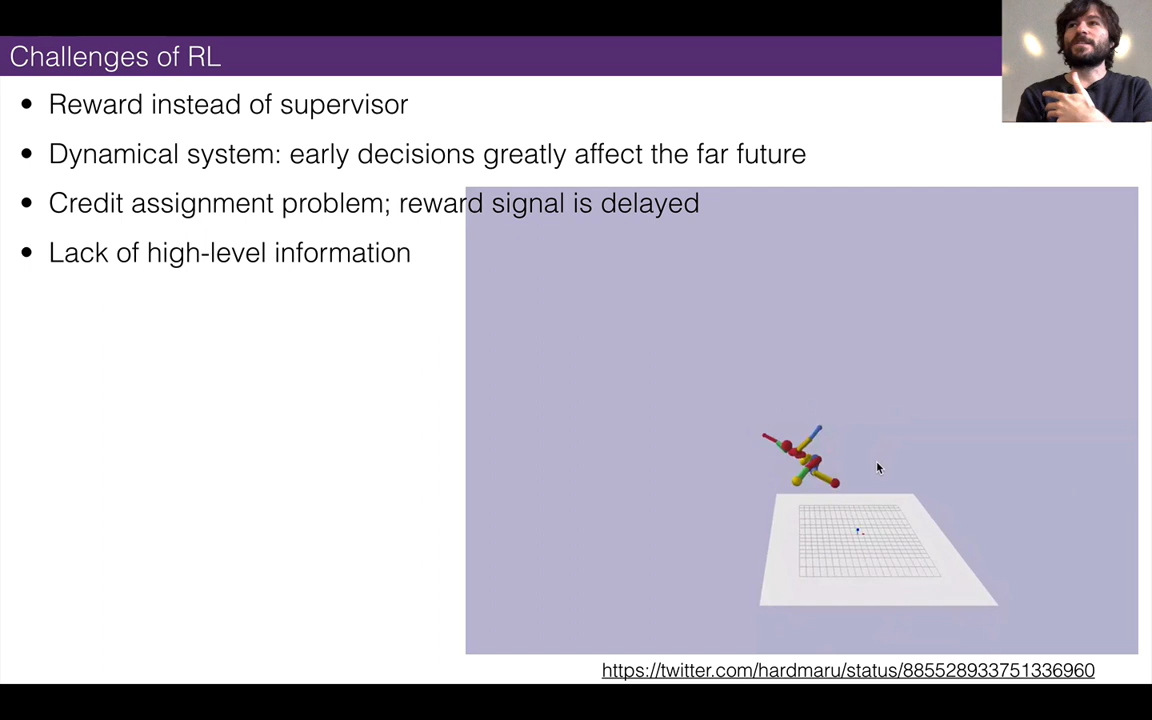 Challenges of RL
• Reward instead of supervisor
• Dynamical system: early decisions greatly affect the far future
• Credit assignment problem; reward signal is delayed
• Lack of high-level information
https://twitter.com/hardmaru/status/885528933751336960